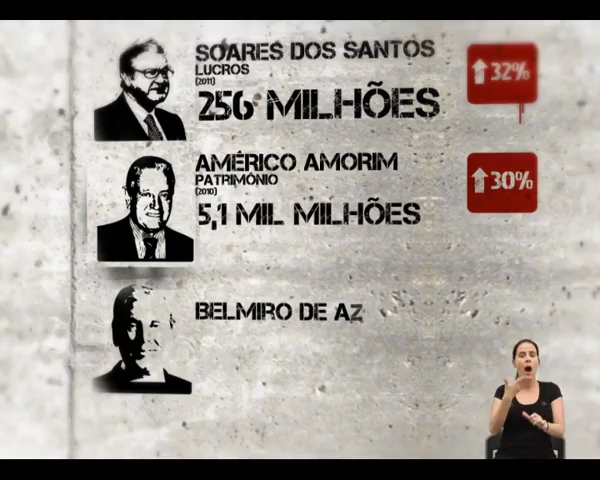 SOARES DOS SANTOS
LUCROS
(2011)
256 MILHÕES
32%
AMÉRICO AMORIM
PATRIMÓNIO
(2010)
5,1 MIL MILHÕES
30%
BELMIRO DE AZ